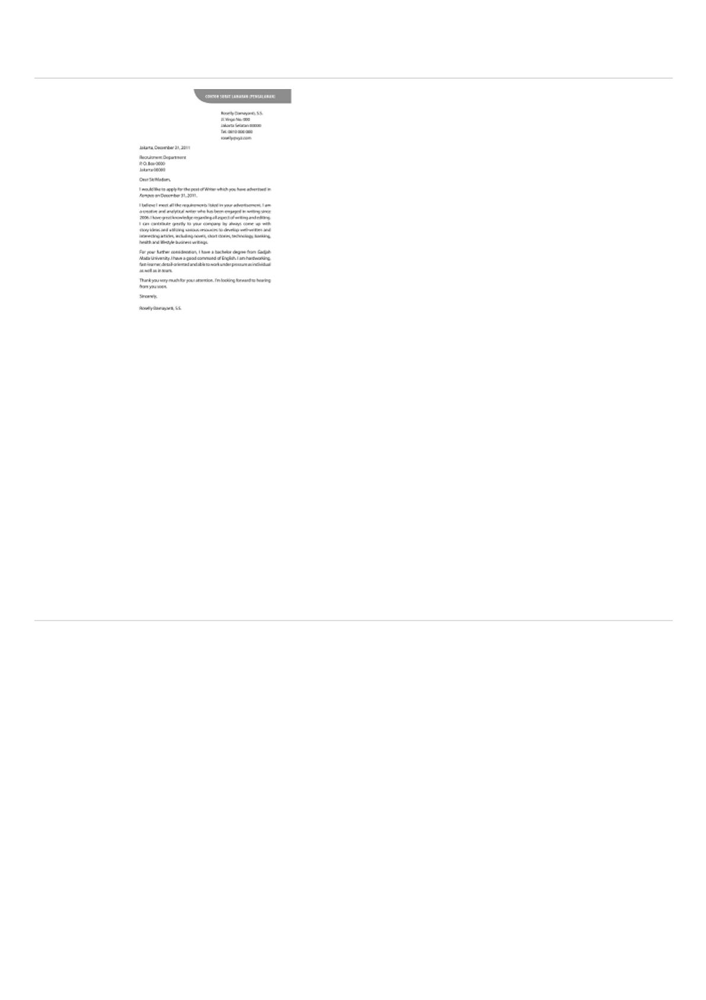 CONTOH SURAT LAMARAN (PENGALAMAN)
Roselly Damayanti, S.S.
Jl. Virgo No. 000
Jakarta Selatan 00000
Tel. 0810 000 000
roselly@xyz.com
Jakarta, December 31, 2011
Recruitment Department
P. O. Box 0000
Jakarta 00000
Dear Sir/Madam,
I would like to apply for the post of Writer which you have advertised in
Kompas on December 31, 2011.
I believe I meet all the requirements listed in your advertisement. I am
a creative and analytical writer who has been engaged in writing since
2006. I have great knowledge regarding all aspect of writing and editing.
I can contribute greatly to your company by always come up with
story ideas and utilizing various resources to develop well-written and
interesting articles, including novels, short stories, technology, banking,
health and lifestyle business writings.
For your further consideration, I have a bachelor degree from Gadjah
Mada University. I have a good command of English. I am hardworking,
fast-learner, detail-oriented and able to work under pressure as individual
as well as in team.
Thank you very much for your attention. I'm looking forward to hearing
from you soon.
Sincerely,
Roselly Damayanti, S.S.